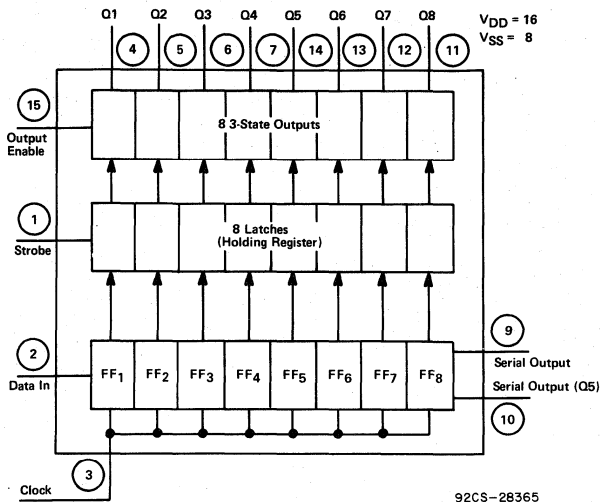 Q1 Q2 Q3 Q4 Q5 Q6 Q7 Q8
VDD = 16
VSS = 8
4 5 6 7 14 13 12 11
15
Output
Enable
8 3-State Outputs
1
Strobe
8 Latches
(Holding Register)
2
Data In
FF1 FF2 FF3 FF4 FF5 FF6 FF7 FF8
9
Serial Output
Serial Output (Q5)
10
3
Clock
92CS-28365